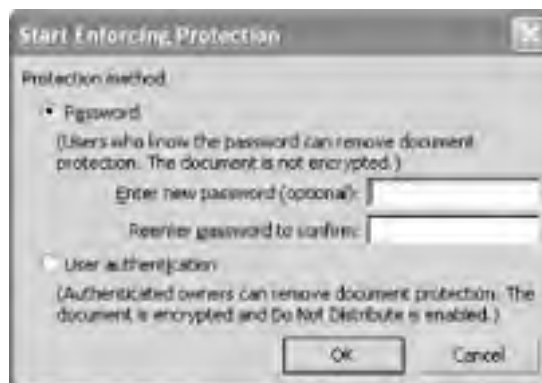 Start Enforcing Protection
Protection method
Password
(Users who know the password can remove document
protection. The document is not encrypted.)
Enter new password (optional):
Reenter password to confirm:
User authentication
(Authenticated owners can remove document protection. The
document is encrypted and Do Not Distribute is enabled.)
OK Cancel